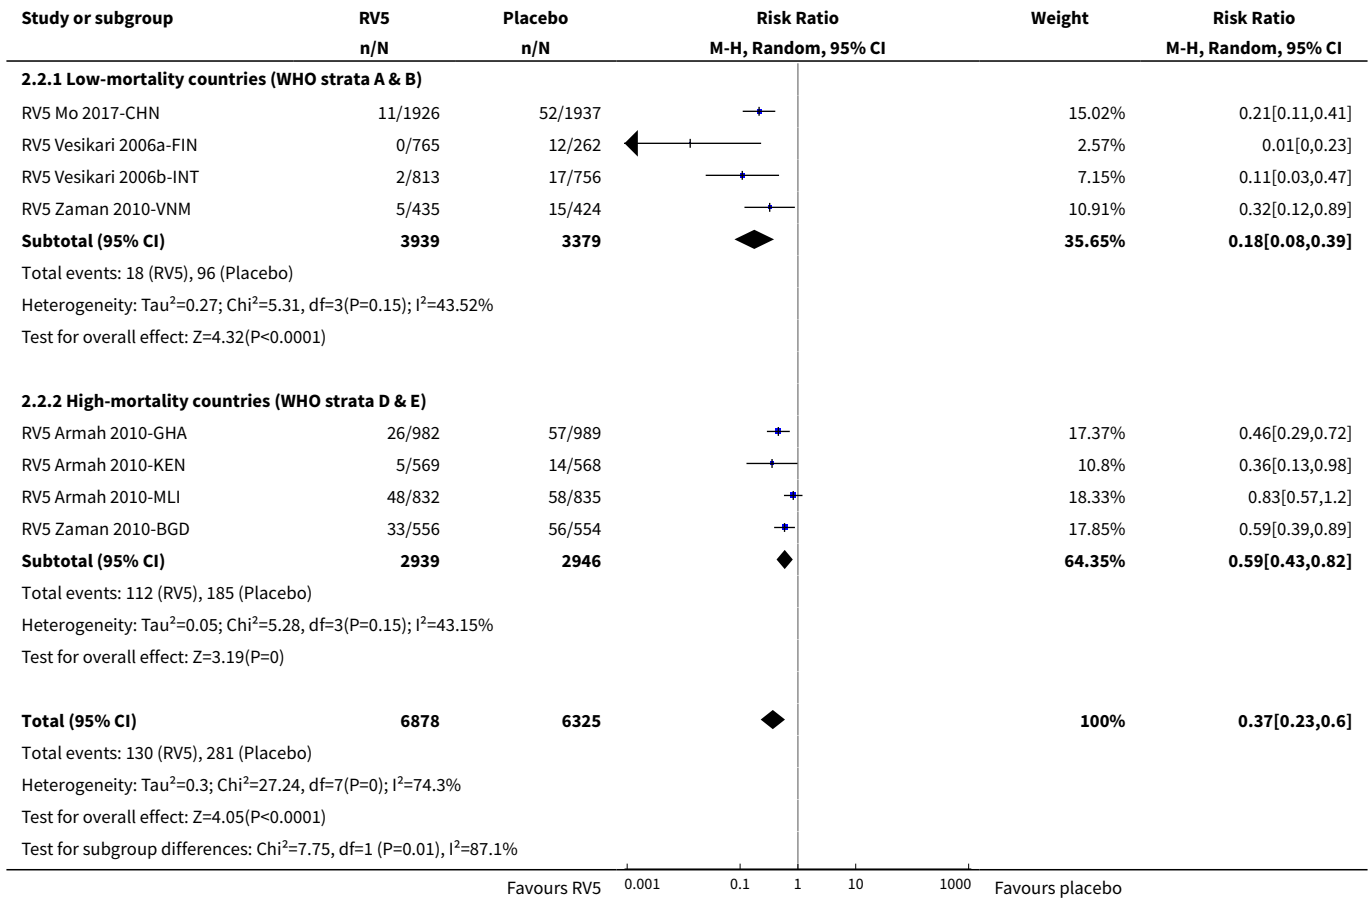 Study or subgroup RV5 Placebo Risk Ratio Weight Risk Ratio
n/N n/N M-H, Random, 95% CI M-H, Random, 95% CI
2.2.1 Low-mortality countries (WHO strata A & B)
RV5 Mo 2017-CHN 11/1926 52/1937 15.02% 0.21[0.11,0.41]
RV5 Vesikari 2006a-FIN 0/765 12/262 2.57% 0.01[0,0.23]
RV5 Vesikari 2006b-INT 2/813 17/756 7.15% 0.11[0.03,0.47]
RV5 Zaman 2010-VNM 5/435 15/424 10.91% 0.32[0.12,0.89]
Subtotal (95% CI) 3939 3379 35.65% 0.18[0.08,0.39]
Total events: 18 (RV5), 96 (Placebo)
Heterogeneity: Tau²=0.27; Chi²=5.31, df=3(P=0.15); I²=43.52%
Test for overall effect: Z=4.32(P<0.0001)
2.2.2 High-mortality countries (WHO strata D & E)
RV5 Armah 2010-GHA 26/982 57/989 17.37% 0.46[0.29,0.72]
RV5 Armah 2010-KEN 5/569 14/568 10.8% 0.36[0.13,0.98]
RV5 Armah 2010-MLI 48/832 58/835 18.33% 0.83[0.57,1.2]
RV5 Zaman 2010-BGD 33/556 56/554 17.85% 0.59[0.39,0.89]
Subtotal (95% CI) 2939 2946 64.35% 0.59[0.43,0.82]
Total events: 112 (RV5), 185 (Placebo)
Heterogeneity: Tau²=0.05; Chi²=5.28, df=3(P=0.15); I²=43.15%
Test for overall effect: Z=3.19(P=0)
Total (95% CI) 6878 6325 100% 0.37[0.23,0.6]
Total events: 130 (RV5), 281 (Placebo)
Heterogeneity: Tau²=0.3; Chi²=27.24, df=7(P=0); I²=74.3%
Test for overall effect: Z=4.05(P<0.0001)
Test for subgroup differences: Chi²=7.75, df=1 (P=0.01), I²=87.1%
Favours RV5 0.001 0.1 1 10 1000 Favours placebo